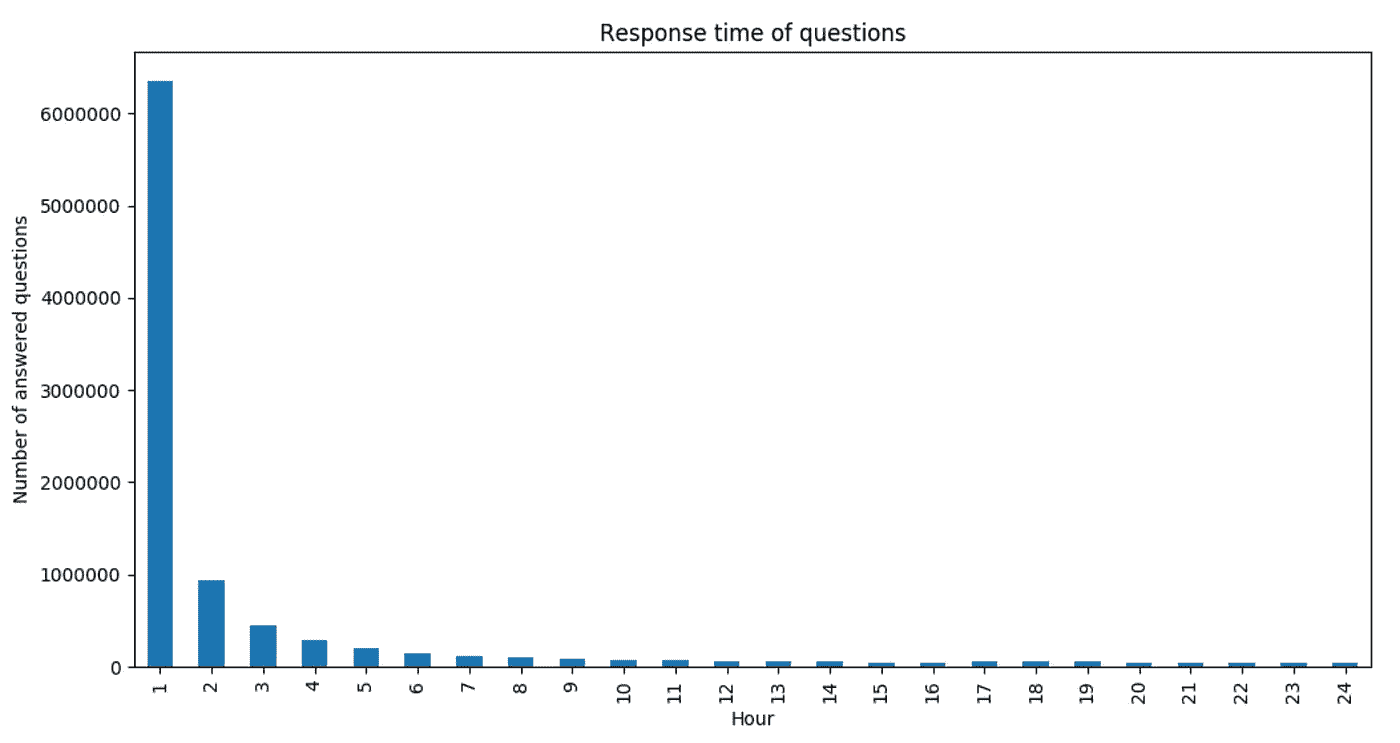 Response time of questions
Number of answered questions
6000000
5000000
4000000
3000000
2000000
1000000
0
1 2 3 4 5 6 7 8 9 10 11 12 13 14 15 16 17 18 19 20 21 22 23 24
Hour